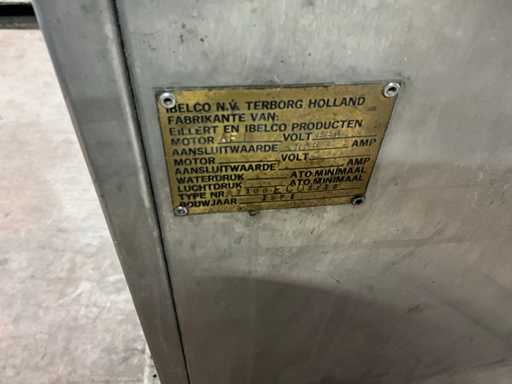 IBELCO N.V. TERBORG HOLLAND
FABRIKANTE VAN:
EILLERT EN IBELCO PRODUCTEN
MOTOR VOLT
AANSLUITWAARDE AMP
MOTOR VOLT
AANSLUITWAARDE AMP
WATERDRUK ATO.MINIMAAL
LUCHTDRUK ATO.MINIMAAL
TYPE NR.
BOUWJAAR